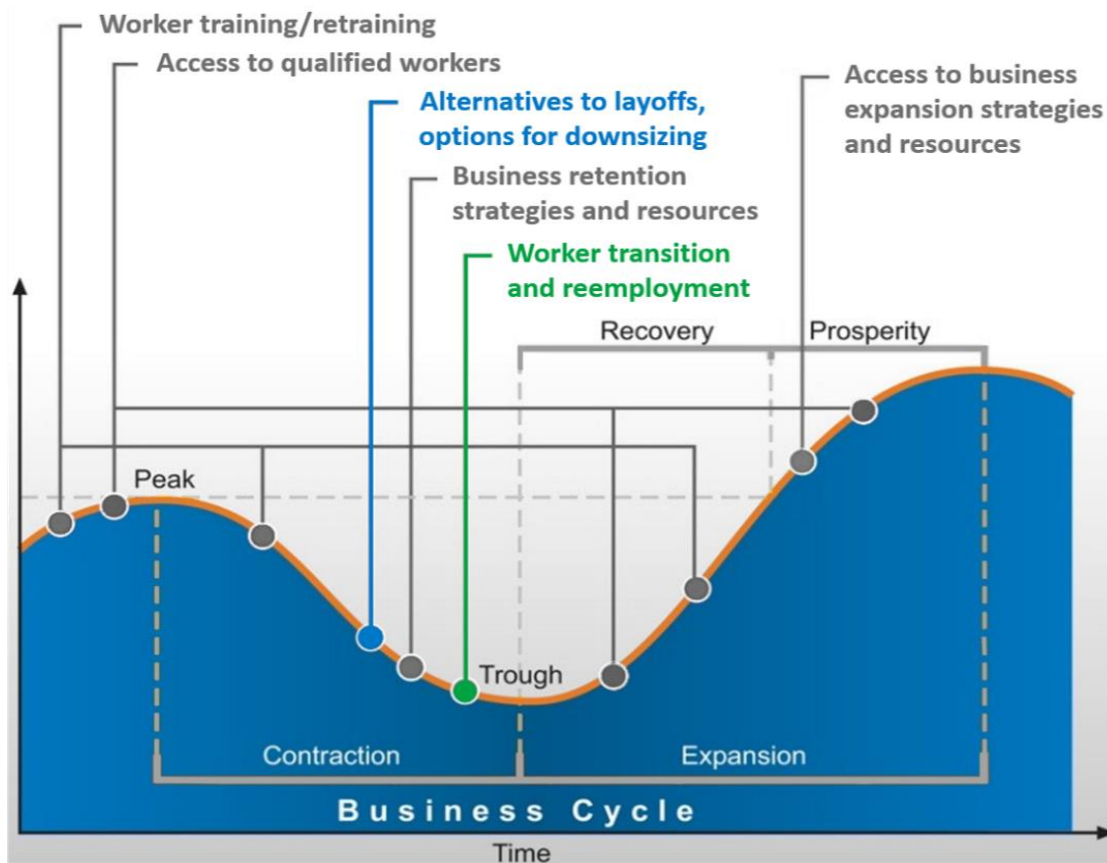 Worker training/retraining
Access to qualified workers
Alternatives to layoffs,
options for downsizing
Access to business
expansion strategies
and resources
Business retention
strategies and resources
Worker transition
and reemployment
Recovery
Prosperity
Peak
Trough
Contraction
Expansion
Business Cycle
Time